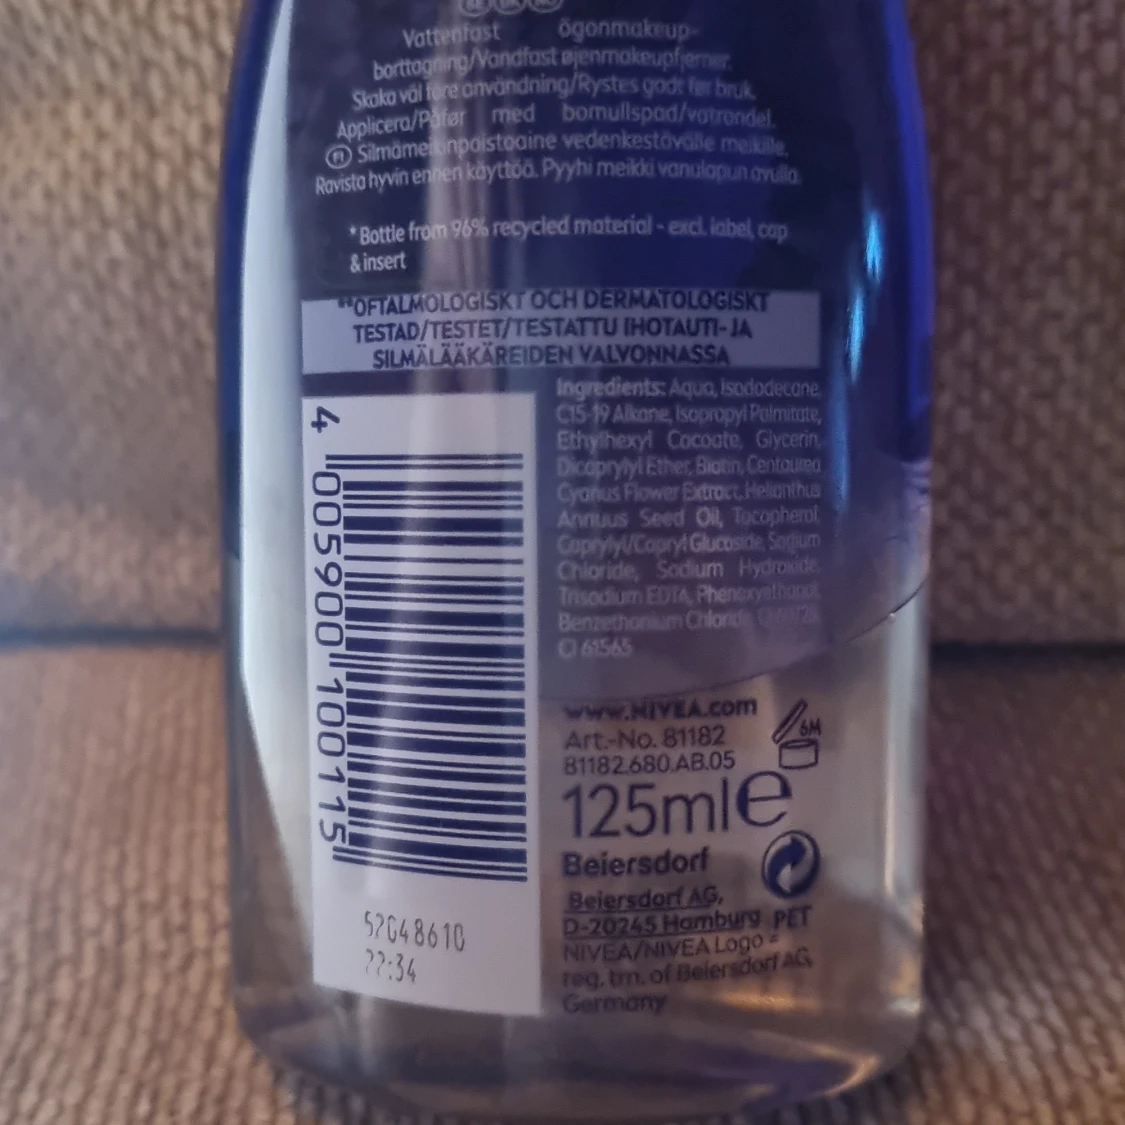 Vattenfast ögonmakeup-
borttagning/Vandfast øjenmakeupfjerner.
Skaka väl före användning/Rystes godt før bruk.
Applicera/Påfør med bomullspad/vatrondel.
FI Silmämeikinpoistoaine vedenkestävälle meikille.
Ravista hyvin ennen käyttöä. Pyyhi meikki vanulapun avulla.
*Bottle from 96% recycled material - excl. label, cap
& insert
**OFTALMOLOGISKT OCH DERMATOLOGISKT
TESTAD/TESTET/TESTATTU IHOTAUTI- JA
SILMÄLÄÄKÄREIDEN VALVONNASSA
Ingredients: Aqua, Isododecane,
C15-19 Alkane, Isopropyl Palmitate,
Ethylhexyl Cocoate, Glycerin,
Dicaprylyl Ether, Biotin, Centaurea
Cyanus Flower Extract, Helianthus
Annuus Seed Oil, Tocopherol,
Caprylyl/Capryl Glucoside, Sodium
Chloride, Sodium Hydroxide,
Trisodium EDTA, Phenoxyethanol,
Benzethonium Chloride,
CI 61565
4 005900 100115
52048610
22:34
www.NIVEA.com
Art.-No. 81182
81182.680.AB.05
6M
125ml e
Beiersdorf
Beiersdorf AG,
D-20245 Hamburg PET
NIVEA/NIVEA Logo =
reg. tm. of Beiersdorf AG,
Germany